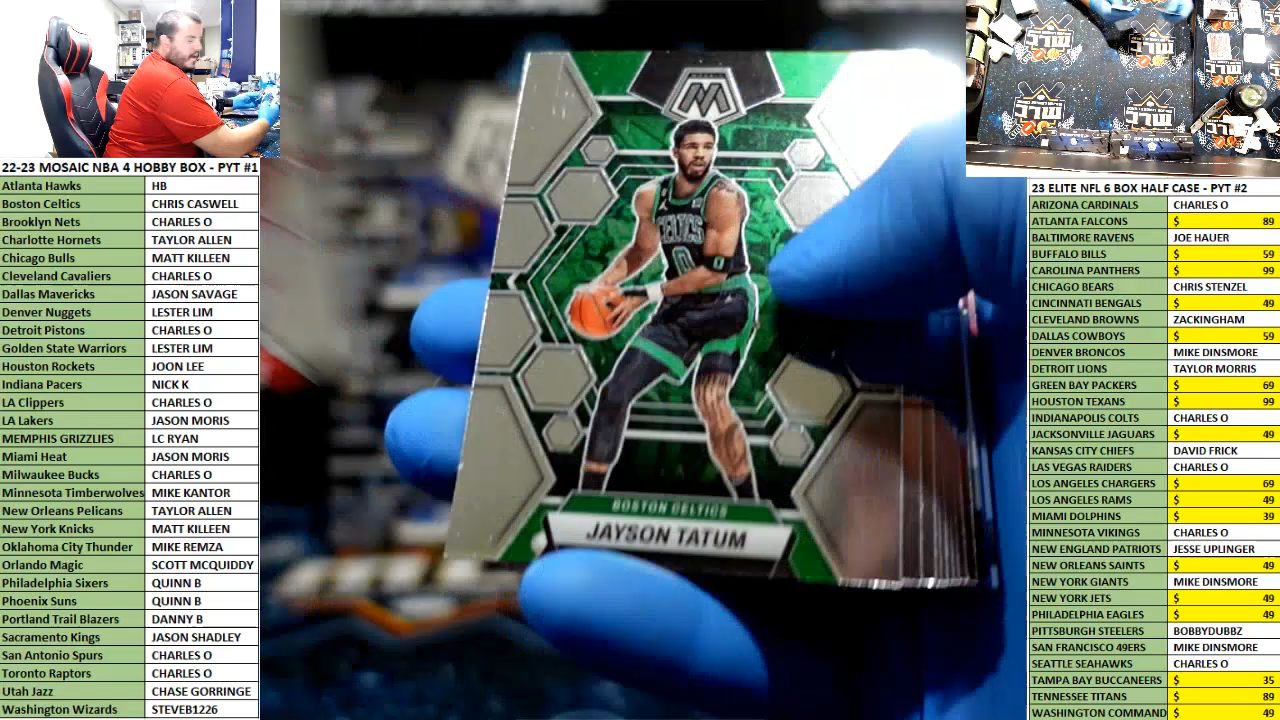 22-23 MOSAIC NBA 4 HOBBY BOX - PYT #1
Atlanta Hawks HB
Boston Celtics CHRIS CASWELL
Brooklyn Nets CHARLES O
Charlotte Hornets TAYLOR ALLEN
Chicago Bulls MATT KILLEEN
Cleveland Cavaliers CHARLES O
Dallas Mavericks JASON SAVAGE
Denver Nuggets LESTER LIM
Detroit Pistons CHARLES O
Golden State Warriors LESTER LIM
Houston Rockets JOON LEE
Indiana Pacers NICK K
LA Clippers CHARLES O
LA Lakers JASON MORIS
MEMPHIS GRIZZLIES LC RYAN
Miami Heat JASON MORIS
Milwaukee Bucks CHARLES O
Minnesota Timberwolves MIKE KANTOR
New Orleans Pelicans TAYLOR ALLEN
New York Knicks MATT KILLEEN
Oklahoma City Thunder MIKE REMZA
Orlando Magic SCOTT MCQUIDDY
Philadelphia Sixers QUINN B
Phoenix Suns QUINN B
Portland Trail Blazers DANNY B
Sacramento Kings JASON SHADLEY
San Antonio Spurs CHARLES O
Toronto Raptors CHARLES O
Utah Jazz CHASE GORRINGE
Washington Wizards STEVEB1226
M
CELTICS
0
BOSTON CELTICS
JAYSON TATUM
23 ELITE NFL 6 BOX HALF CASE - PYT #2
ARIZONA CARDINALS CHARLES O
ATLANTA FALCONS $ 89
BALTIMORE RAVENS JOE HAUER
BUFFALO BILLS $ 59
CAROLINA PANTHERS $ 99
CHICAGO BEARS CHRIS STENZEL
CINCINNATI BENGALS $ 49
CLEVELAND BROWNS ZACKINGHAM
DALLAS COWBOYS $ 59
DENVER BRONCOS MIKE DINSMORE
DETROIT LIONS TAYLOR MORRIS
GREEN BAY PACKERS $ 69
HOUSTON TEXANS $ 99
INDIANAPOLIS COLTS CHARLES O
JACKSONVILLE JAGUARS $ 49
KANSAS CITY CHIEFS DAVID FRICK
LAS VEGAS RAIDERS CHARLES O
LOS ANGELES CHARGERS $ 69
LOS ANGELES RAMS $ 49
MIAMI DOLPHINS $ 39
MINNESOTA VIKINGS CHARLES O
NEW ENGLAND PATRIOTS JESSE UPLINGER
NEW ORLEANS SAINTS $ 49
NEW YORK GIANTS MIKE DINSMORE
NEW YORK JETS $ 49
PHILADELPHIA EAGLES $ 49
PITTSBURGH STEELERS BOBBYDUBBZ
SAN FRANCISCO 49ERS MIKE DINSMORE
SEATTLE SEAHAWKS CHARLES O
TAMPA BAY BUCCANEERS $ 35
TENNESSEE TITANS $ 89
WASHINGTON COMMAND $ 49